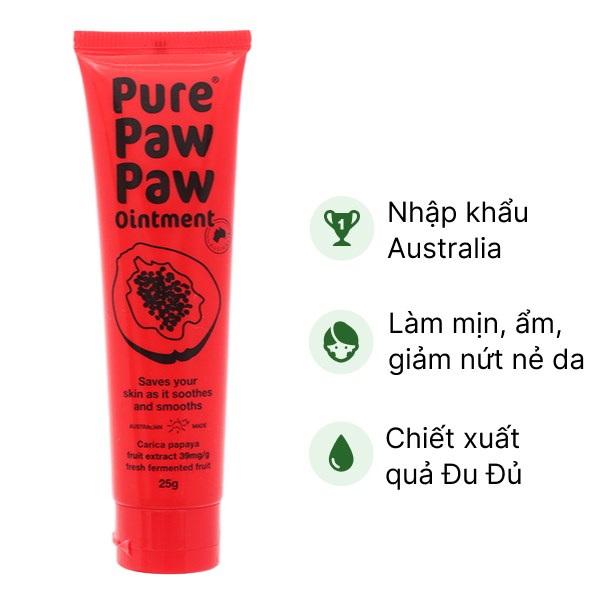 Pure®
Paw
Paw
Ointment
Saves your
skin as it soothes
and smooths
AUSTRALIAN MADE
Carica papaya
fruit extract 39mg/g
fresh fermented fruit
25g
1
Nhập khẩu
Australia
Làm mịn, ẩm,
giảm nứt nẻ da
Chiết xuất
quả Đu Đủ